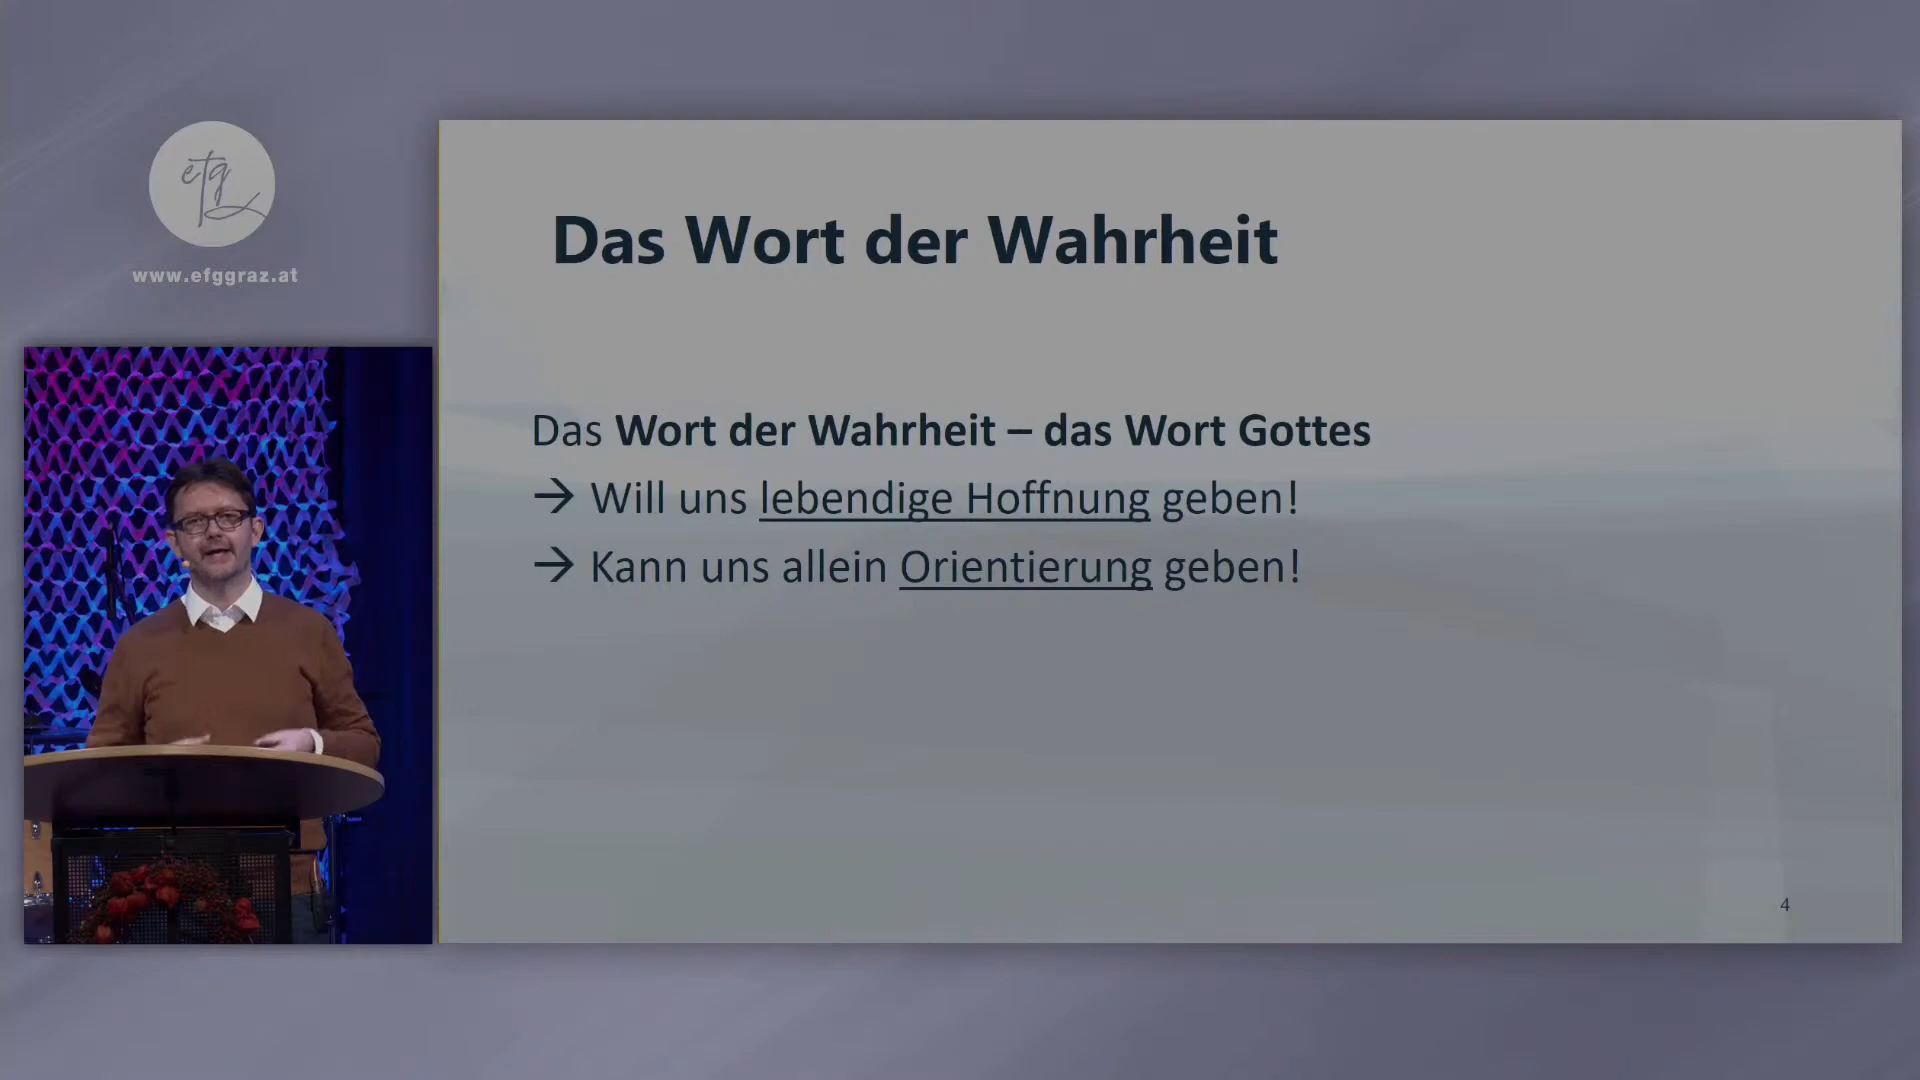 efg
www.efggraz.at
Das Wort der Wahrheit
Das Wort der Wahrheit – das Wort Gottes
→ Will uns lebendige Hoffnung geben!
→ Kann uns allein Orientierung geben!
4